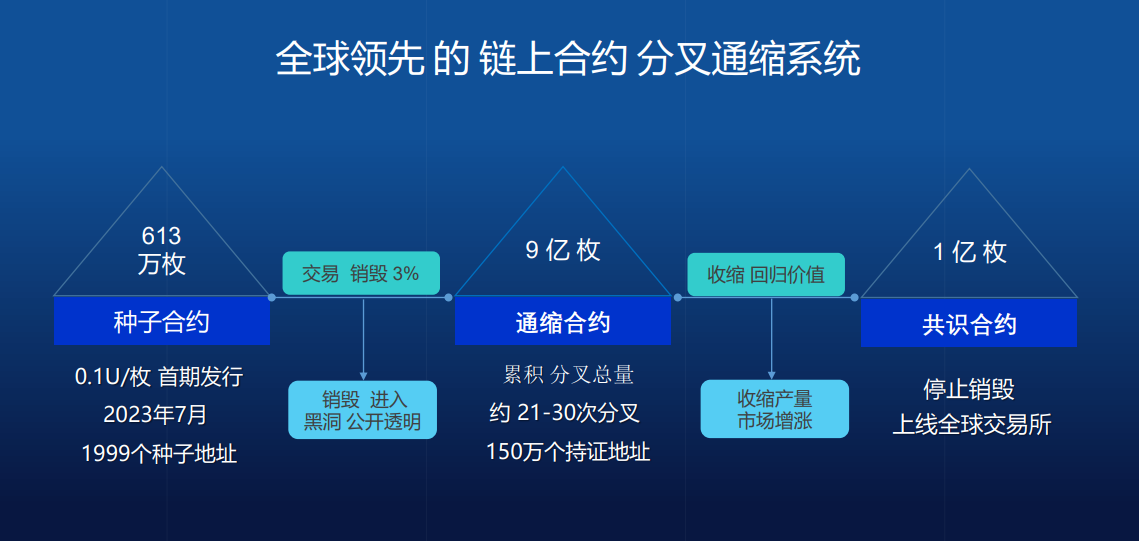 全球领先 的 链上合约 分叉通缩系统
613
万枚
种子合约
0.1U/枚 首期发行
2023年7月
1999个种子地址
交易 销毁 3%
销毁 进入
黑洞 公开透明
9 亿 枚
通缩合约
累积 分叉总量
约 21-30次分叉
150万个持证地址
收缩 回归价值
收缩产量
市场增涨
1 亿 枚
共识合约
停止销毁
上线全球交易所